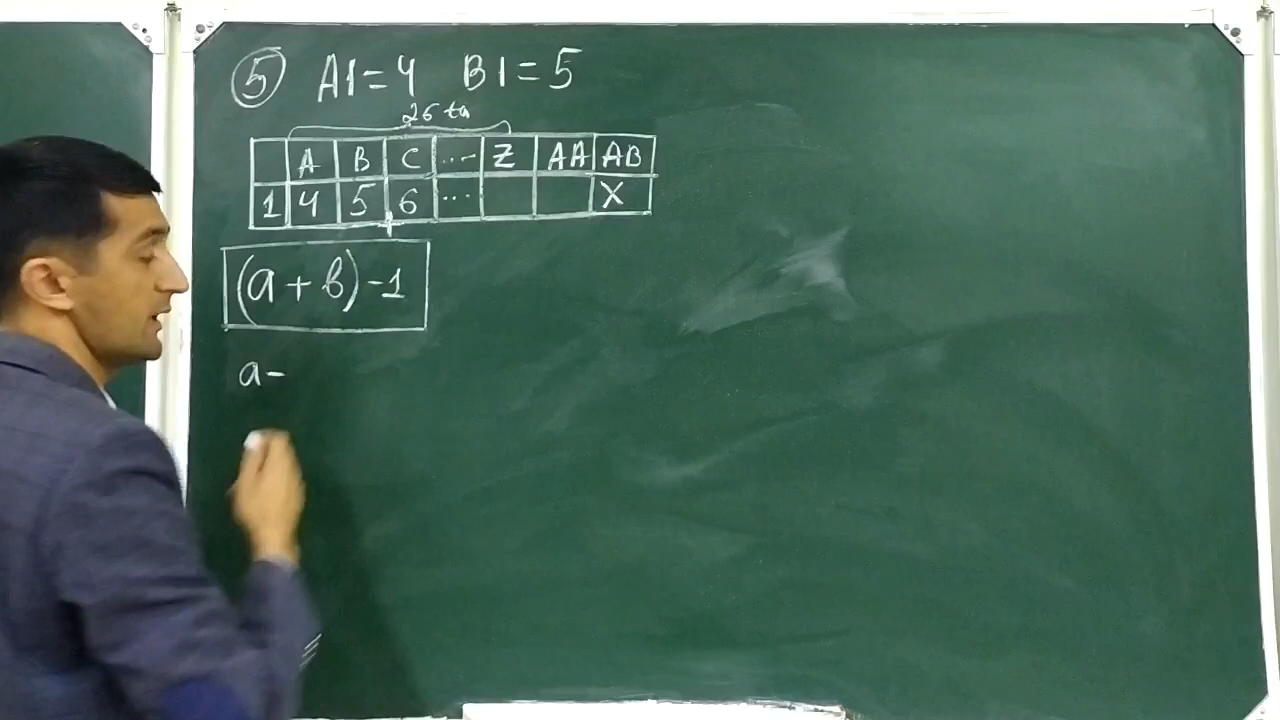 ⑤ A1=4 B1=5
26 ta
A B C ... Z AA AB
1 4 5 6 ... X
(a+b)-1
a-